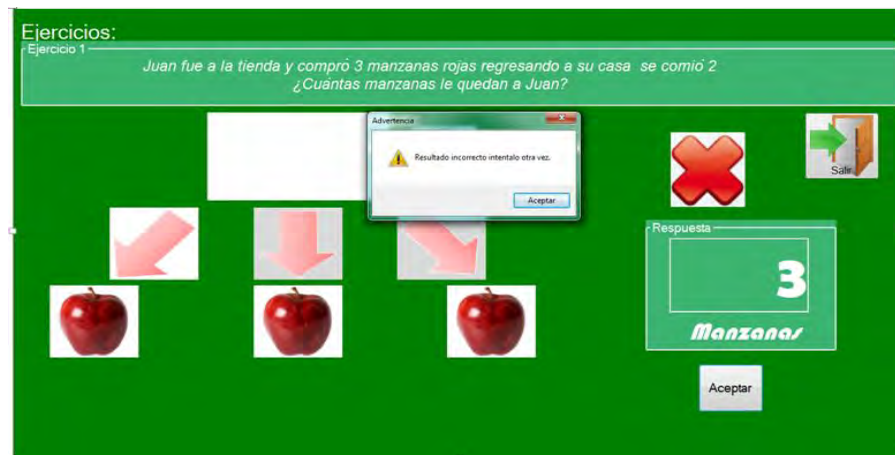 Ejercicios:
Ejercicio 1
Juan fue a la tienda y compró 3 manzanas rojas regresando a su casa se comió 2
¿Cuántas manzanas le quedan a Juan?
Advertencia
Resultado incorrecto intentalo otra vez.
Aceptar
Salir
Respuesta
3
Manzanas
Aceptar